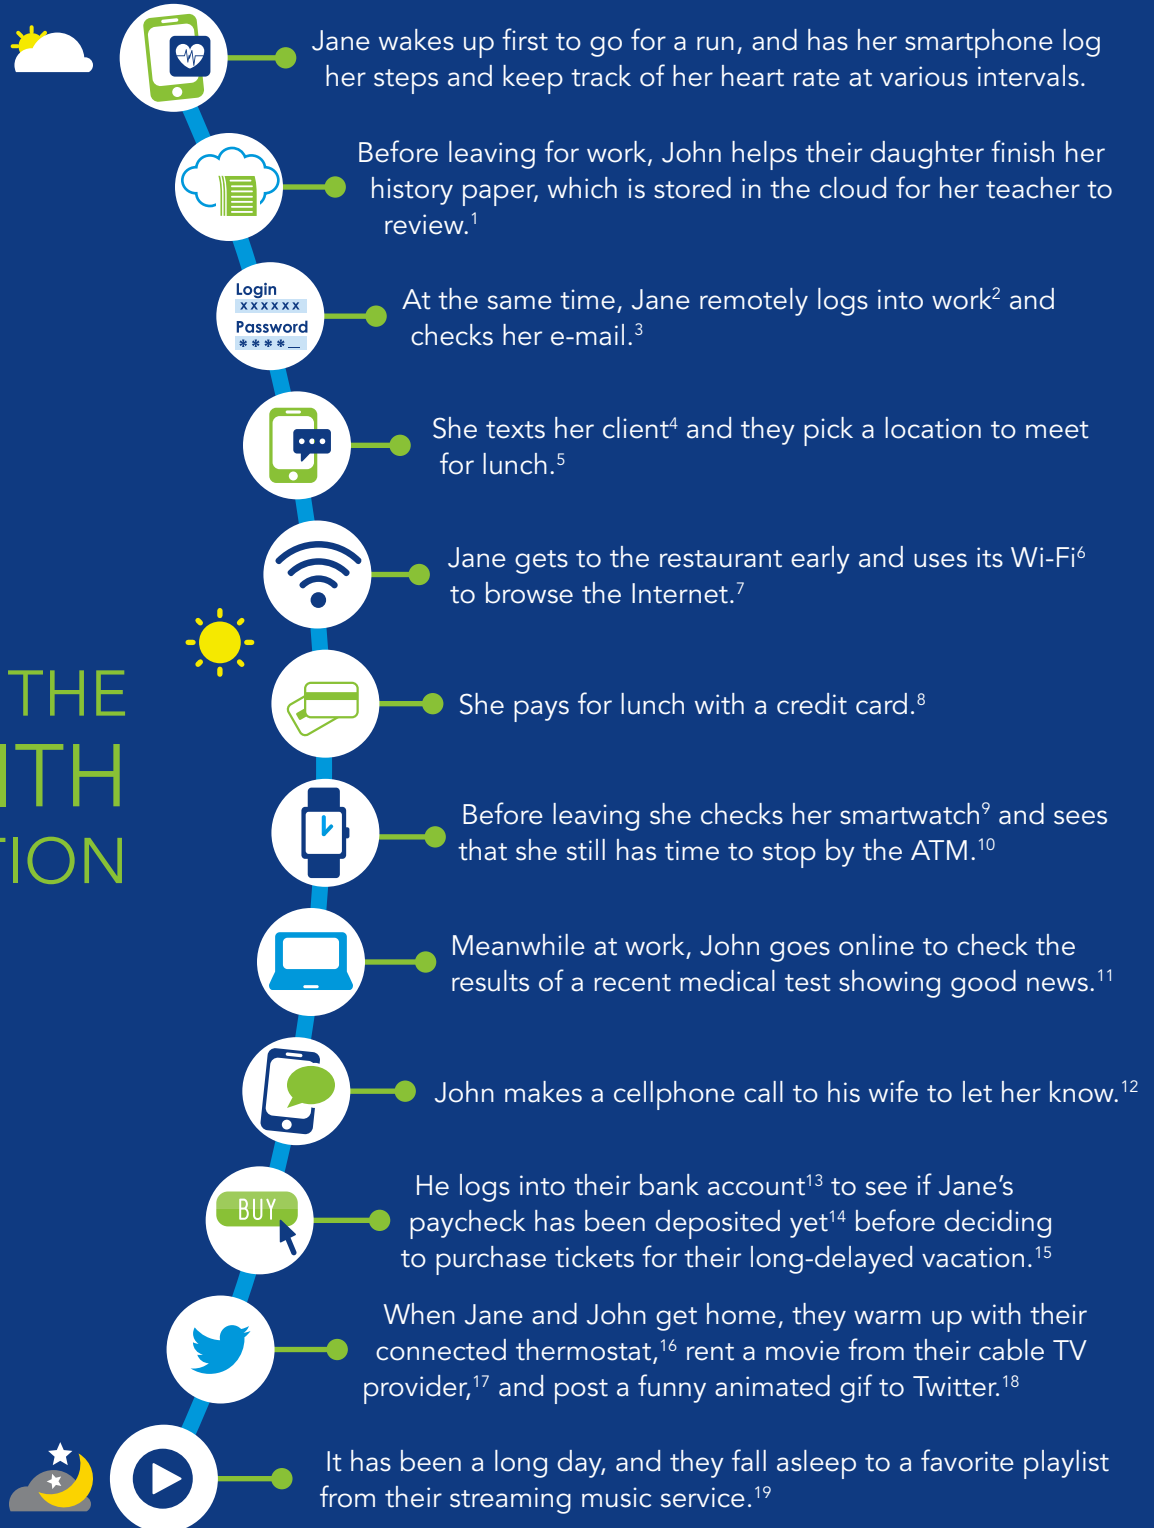 Jane wakes up first to go for a run, and has her smartphone log
her steps and keep track of her heart rate at various intervals.
Before leaving for work, John helps their daughter finish her
history paper, which is stored in the cloud for her teacher to
review.¹
Login
xxxxxx
Password
****_
At the same time, Jane remotely logs into work² and
checks her e-mail.³
She texts her client⁴ and they pick a location to meet
for lunch.⁵
Jane gets to the restaurant early and uses its Wi-Fi⁶
to browse the Internet.⁷
THE
ITH
TION
She pays for lunch with a credit card.⁸
Before leaving she checks her smartwatch⁹ and sees
that she still has time to stop by the ATM.¹⁰
Meanwhile at work, John goes online to check the
results of a recent medical test showing good news.¹¹
John makes a cellphone call to his wife to let her know.¹²
BUY
He logs into their bank account¹³ to see if Jane's
paycheck has been deposited yet¹⁴ before deciding
to purchase tickets for their long-delayed vacation.¹⁵
When Jane and John get home, they warm up with their
connected thermostat,¹⁶ rent a movie from their cable TV
provider,¹⁷ and post a funny animated gif to Twitter.¹⁸
It has been a long day, and they fall asleep to a favorite playlist
from their streaming music service.¹⁹